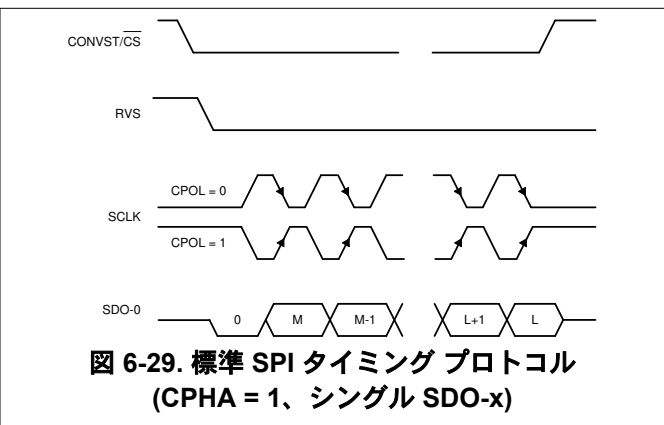 CONVST/CS
RVS
CPOL = 0
SCLK
CPOL = 1
SDO-0
0
M
M-1
L+1
L
図 6-29. 標準 SPI タイミング プロトコル
(CPHA = 1、シングル SDO-x)